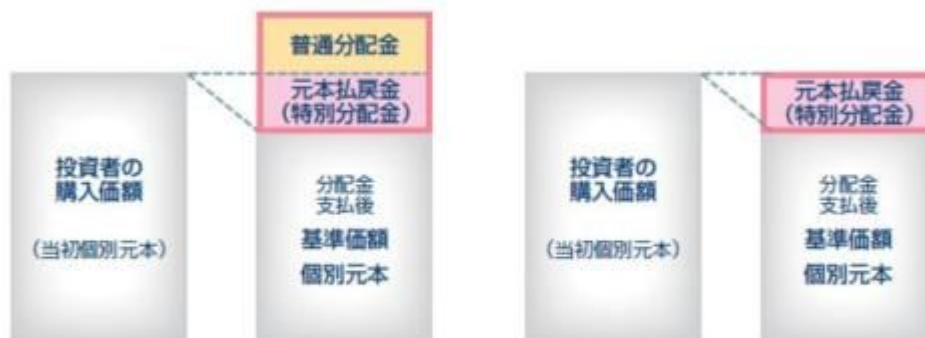 普通分配金
元本払戻金
（特別分配金）
投資者の
購入価額
（当初個別元本）
分配金
支払後
基準価額
個別元本
元本払戻金
（特別分配金）
投資者の
購入価額
（当初個別元本）
分配金
支払後
基準価額
個別元本